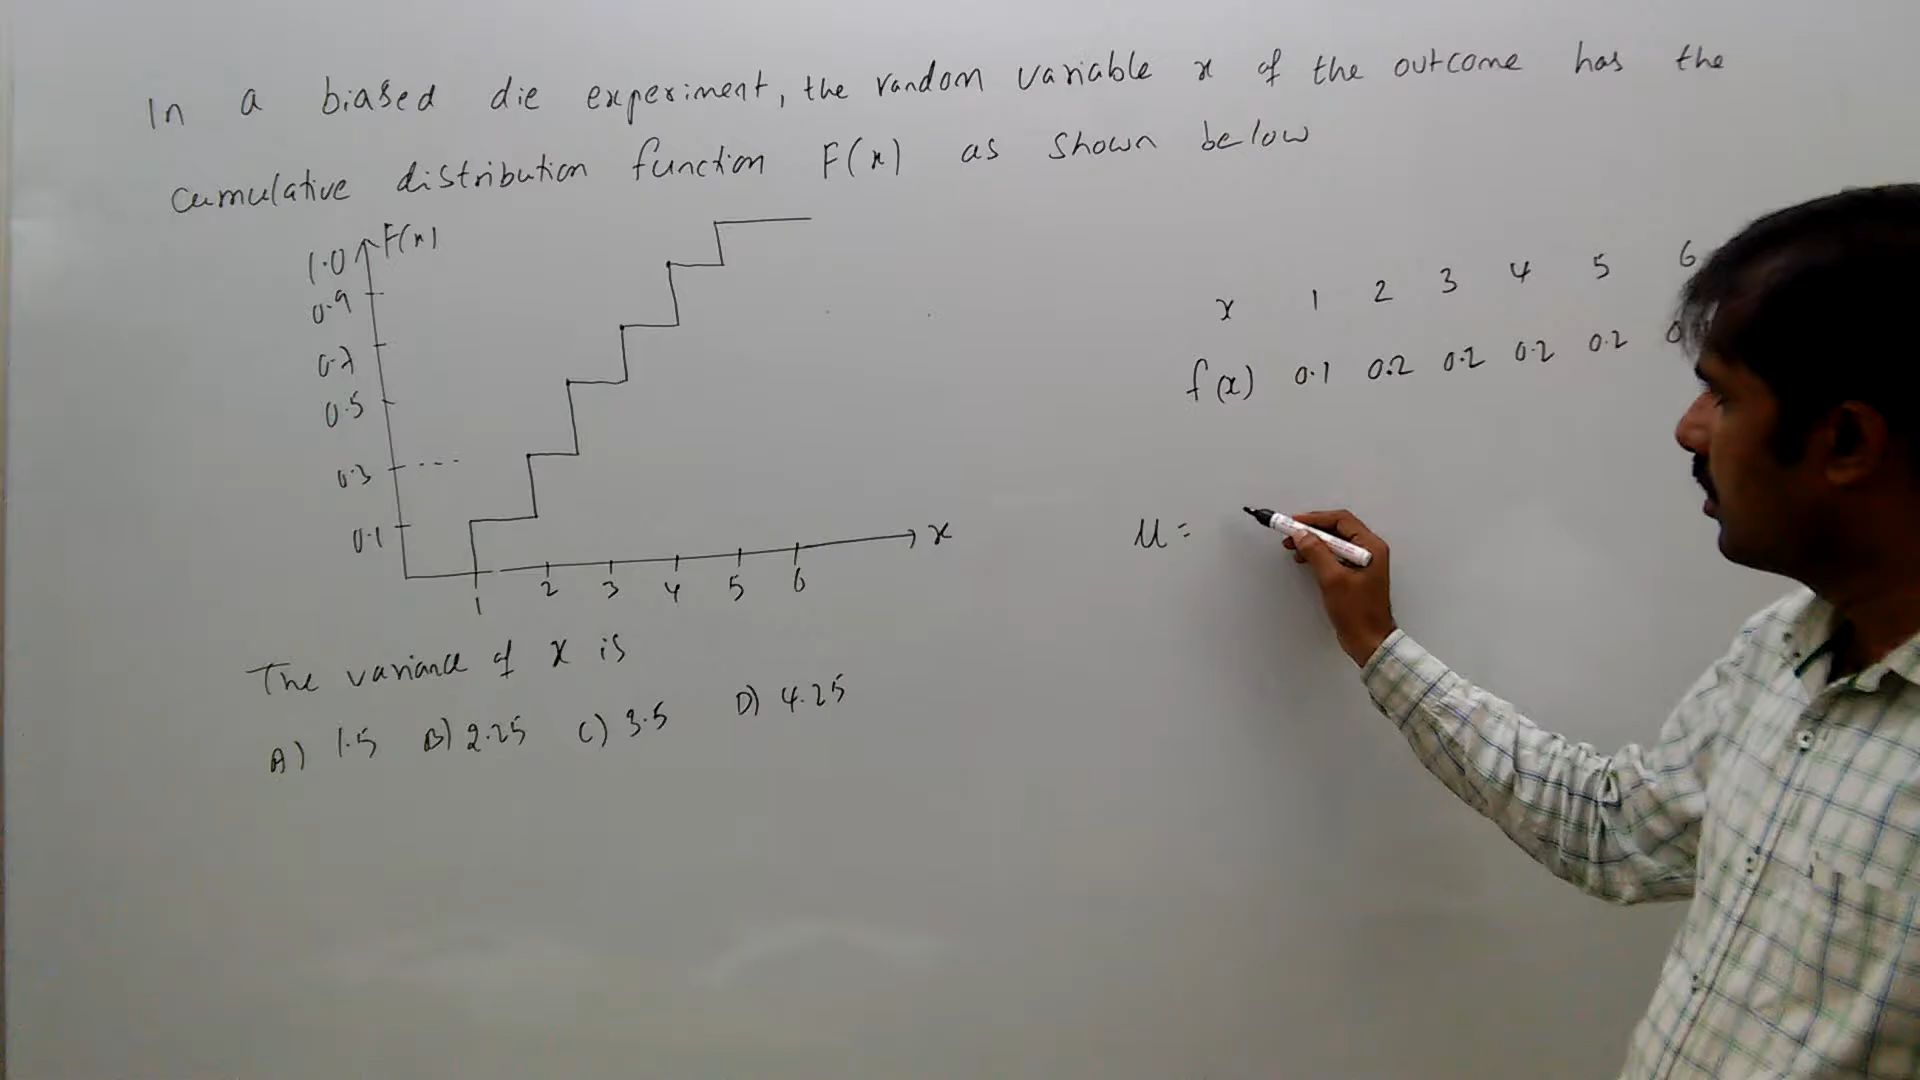 In a biased die experiment, the random variable x of the outcome has the
cumulative distribution function F(x) as shown below
F(x)
1.0
0.9
0.7
0.5
0.3
0.1
1 2 3 4 5 6 x
x 1 2 3 4 5 6
f(x) 0.1 0.2 0.2 0.2 0.2
μ =
The variance of x is
A) 1.5 B) 2.25 C) 3.5 D) 4.25